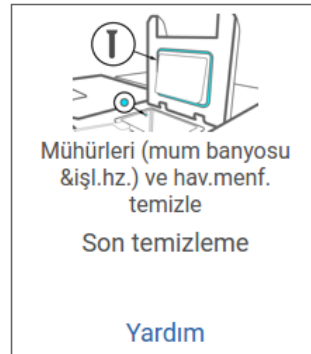 Mühürleri (mum banyosu
&işl.hz.) ve hav.menf.
temizle
Son temizleme
Yardım